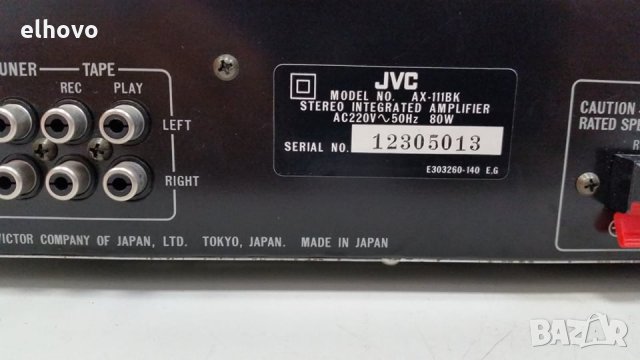 elhovo
UNER TAPE
REC PLAY
LEFT
RIGHT
JVC
MODEL NO. AX-111BK
STEREO INTEGRATED AMPLIFIER
AC220V～50Hz 80W
SERIAL NO. 12305013
E303260-140 E,G
CAUTION
RATED SPE
R
VICTOR COMPANY OF JAPAN, LTD. TOKYO, JAPAN. MADE IN JAPAN
BAZAR